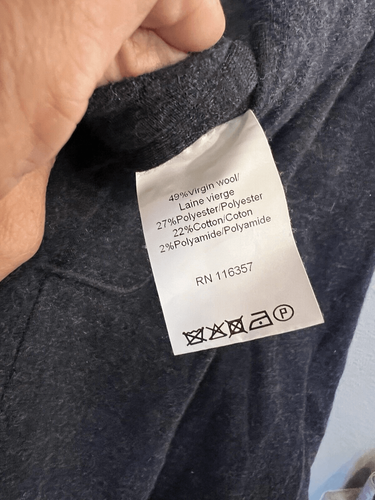 49%Virgin wool/
Laine vierge
27%Polyester/Polyester
22%Cotton/Coton
2%Polyamide/Polyamide
RN 116357
P